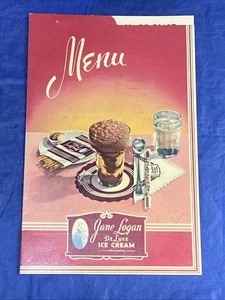 Menu
Jane Logan
De Luxe
ICE CREAM